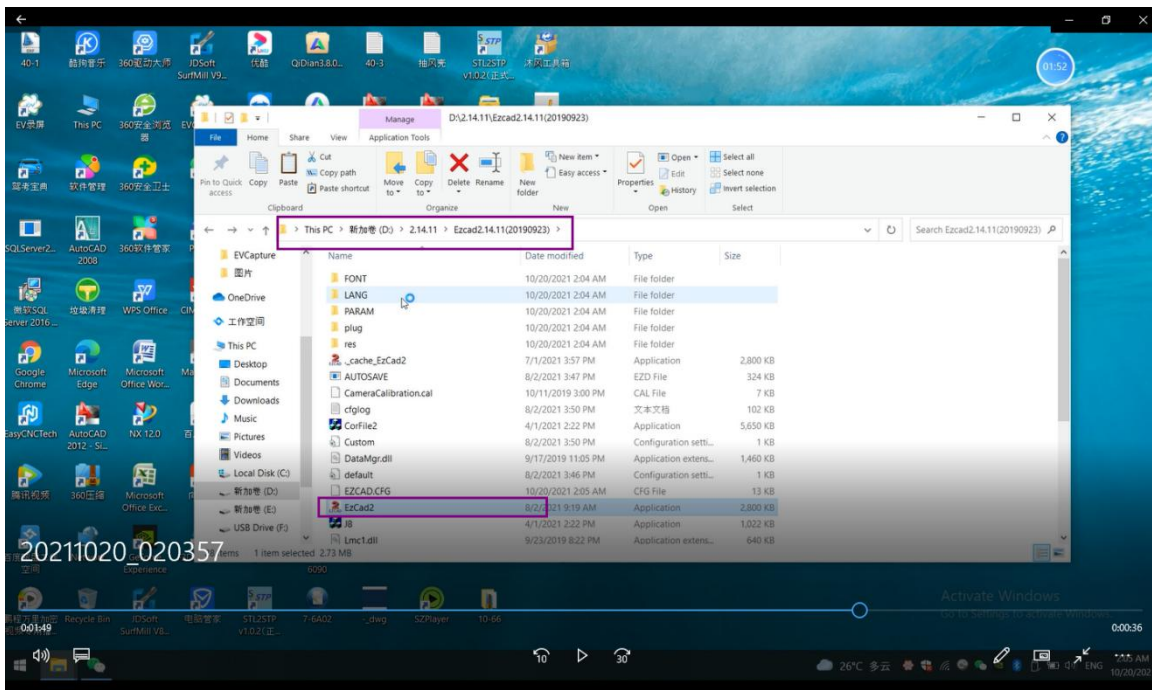 40-1
酷狗音乐
360驱动大师
JDSoft
SurfMill V9...
优酷
QiDian3.8.0...
40-3
抽风壳
STL2STP
v1.0.2(正式...
沐风工具箱
01:52
EV录屏
This PC
360安全浏览器
驾考宝典
软件管理
360安全卫士
SQLServer2...
AutoCAD
2008
360软件管家
微软SQL
Server 2016 ...
垃圾清理
WPS Office
Google
Chrome
Microsoft
Edge
Microsoft
Office Wor...
EasyCNCTech
AutoCAD
2012 - Si...
NX 12.0
腾讯视频
360压缩
Microsoft
Office Exc...
Manage
D:\2.14.11\Ezcad2.14.11(20190923)
File
Home
Share
View
Application Tools
Pin to Quick access
Copy
Paste
Cut
Copy path
Paste shortcut
Move to
Copy to
Delete
Rename
New folder
New item
Easy access
Properties
Open
Edit
History
Select all
Select none
Invert selection
Clipboard
Organize
New
Open
Select
This PC > 新加卷 (D:) > 2.14.11 > Ezcad2.14.11(20190923) >
Search Ezcad2.14.11(20190923)
EVCapture
图片
OneDrive
工作空间
This PC
Desktop
Documents
Downloads
Music
Pictures
Videos
Local Disk (C:)
新加卷 (D:)
新加卷 (E:)
USB Drive (F:)
Name Date modified Type Size
FONT 10/20/2021 2:04 AM File folder
LANG 10/20/2021 2:04 AM File folder
PARAM 10/20/2021 2:04 AM File folder
plug 10/20/2021 2:04 AM File folder
res 10/20/2021 2:04 AM File folder
._cache_EzCad2 7/1/2021 3:57 PM Application 2,800 KB
AUTOSAVE 8/2/2021 3:47 PM EZD File 324 KB
CameraCalibration.cal 10/11/2019 3:00 PM CAL File 7 KB
cfglog 8/2/2021 3:50 PM 文本文档 102 KB
CorFile2 4/1/2021 2:22 PM Application 5,650 KB
Custom 8/2/2021 3:50 PM Configuration setti... 1 KB
DataMgr.dll 9/17/2019 11:05 PM Application extens... 1,460 KB
default 8/2/2021 3:46 PM Configuration setti... 1 KB
EZCAD.CFG 10/20/2021 2:05 AM CFG File 13 KB
EzCad2 8/2/2021 9:19 AM Application 2,800 KB
J8 4/1/2021 2:22 PM Application 1,022 KB
Lmc1.dll 9/23/2019 8:22 PM Application extens... 640 KB
items 1 item selected 2.73 MB
20211020_020357
空间
Experience
6090
Recycle Bin
JDSoft
SurfMill V8...
电脑管家
STL2STP
v1.0.2(正...
7-6A02
-_dwg
SZPlayer
10-66
Activate Windows
Go to Settings to activate Windows.
0:01:49
0:00:36
10
30
26°C 多云
ENG
2:05 AM